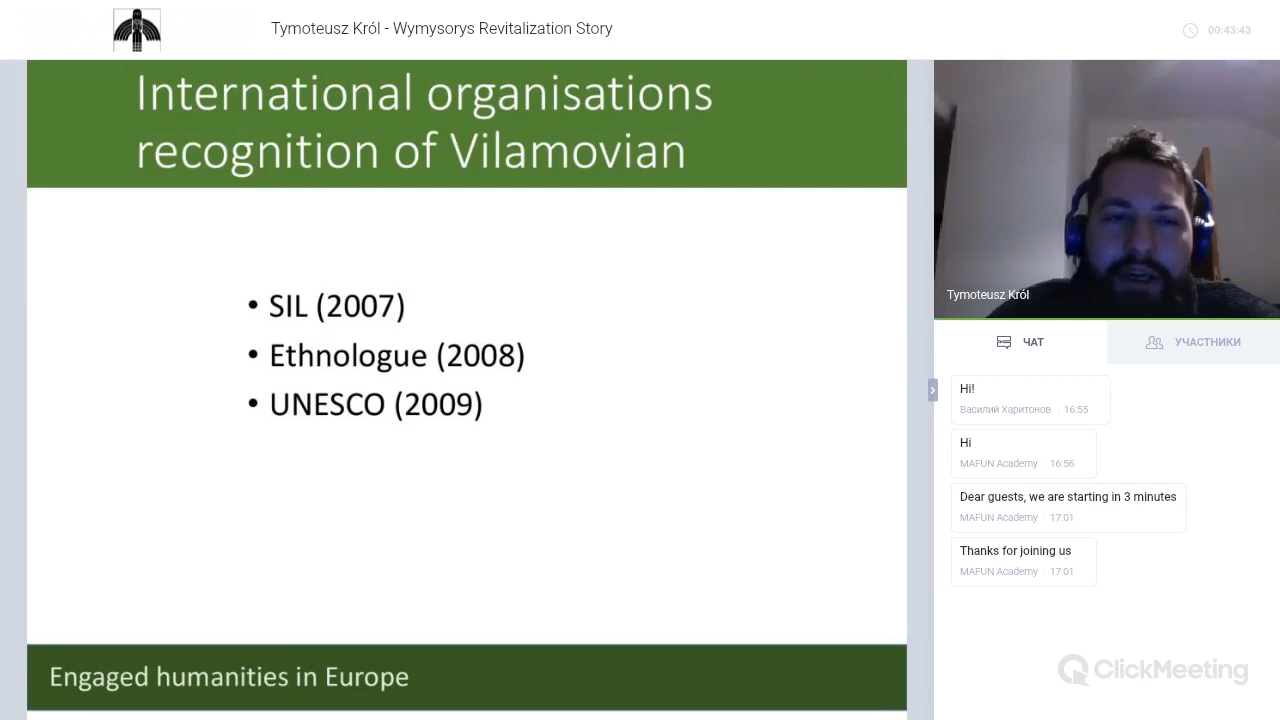 Tymoteusz Król - Wymysorys Revitalization Story
00:43:43
International organisations
recognition of Vilamovian
• SIL (2007)
• Ethnologue (2008)
• UNESCO (2009)
Engaged humanities in Europe
Tymoteusz Król
ЧАТ
УЧАСТНИКИ
Hi!
Василий Харитонов · 16:55
Hi
MAFUN Academy · 16:56
Dear guests, we are starting in 3 minutes
MAFUN Academy · 17:01
Thanks for joining us
MAFUN Academy · 17:01
ClickMeeting